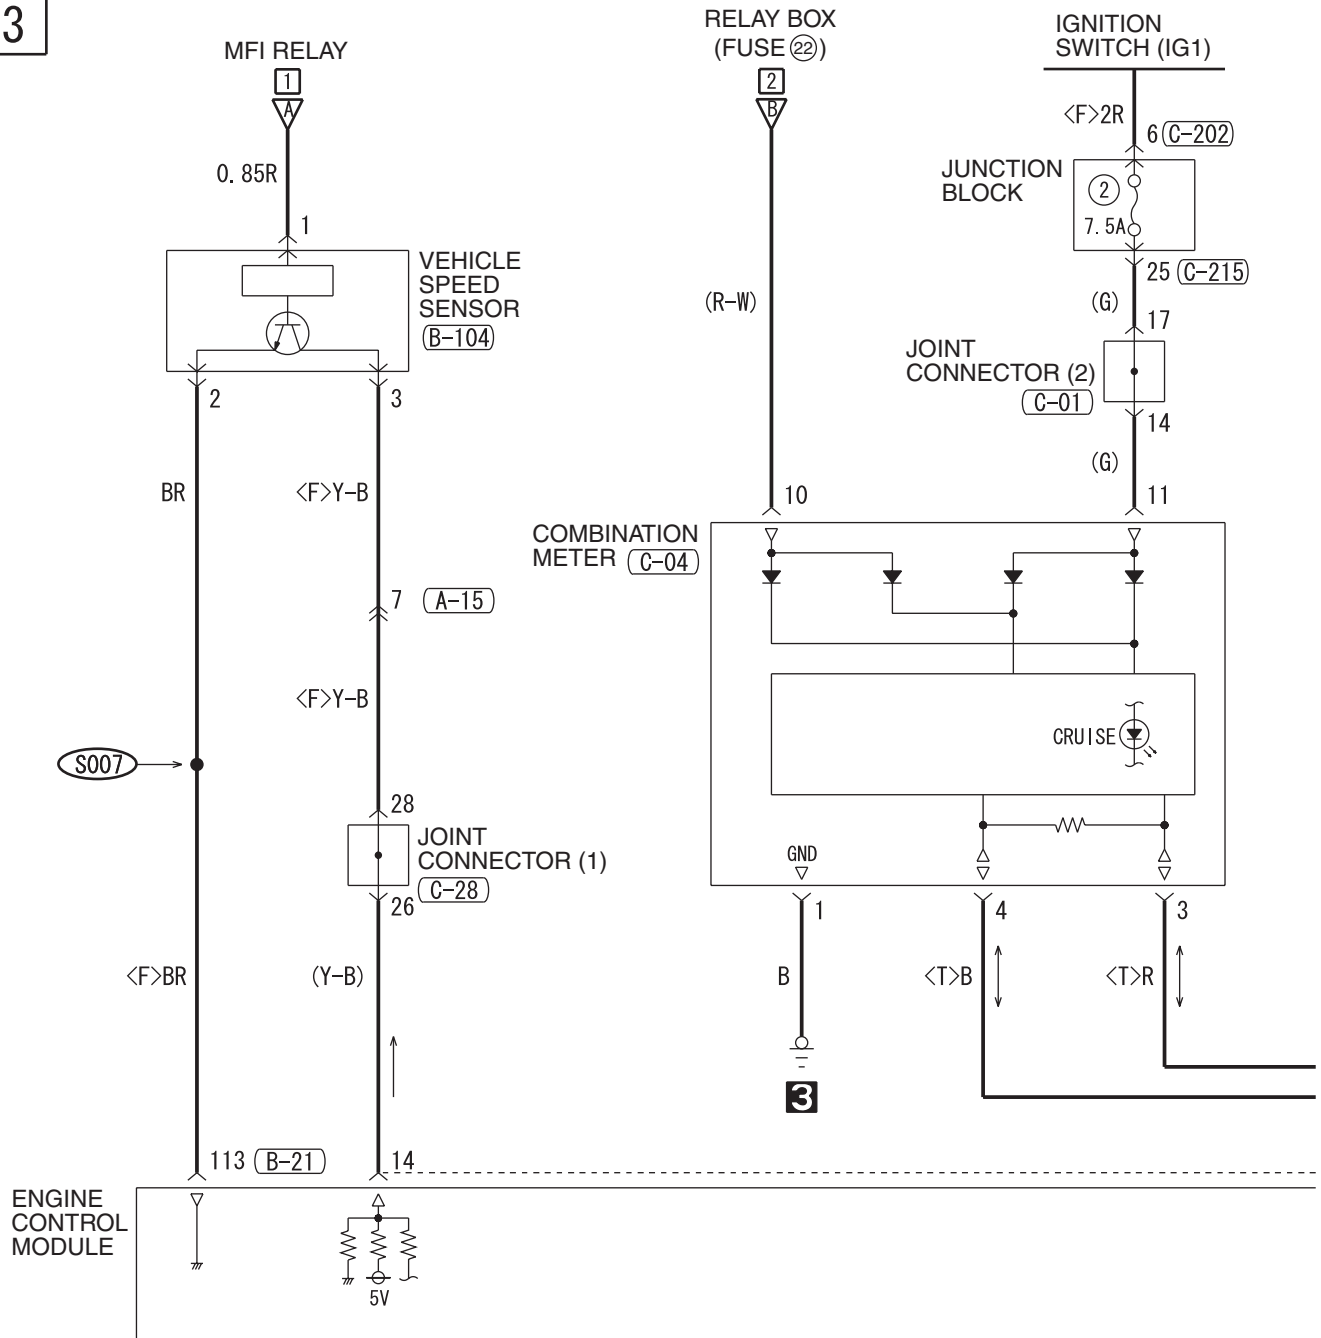 3
MFI RELAY
1
A
0.85R
1
VEHICLE
SPEED
SENSOR
B-104
2
3
BR
<F>Y-B
7
A-15
<F>Y-B
S007
28
JOINT
CONNECTOR (1)
C-28
26
<F>BR
(Y-B)
113
B-21
14
ENGINE
CONTROL
MODULE
5V
RELAY BOX
(FUSE 22)
2
B
(R-W)
10
IGNITION
SWITCH (IG1)
<F>2R
6
C-202
JUNCTION
BLOCK
2
7.5A
25
C-215
(G)
17
JOINT
CONNECTOR (2)
C-01
14
(G)
11
COMBINATION
METER
C-04
CRUISE
GND
1
4
3
B
<T>B
<T>R
3